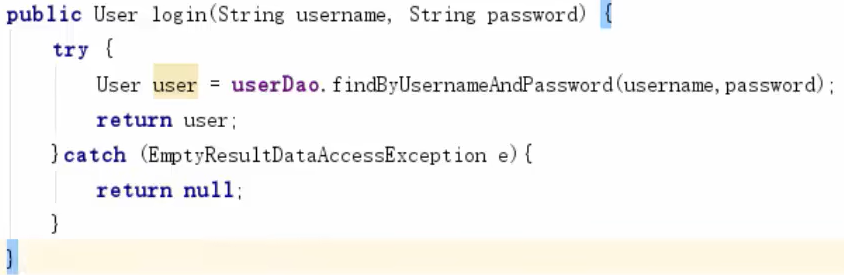 public User login(String username, String password) {
    try {
        User user = userDao.findByUsernameAndPassword(username,password);
        return user;
    }catch (EmptyResultDataAccessException e){
        return null;
    }
}